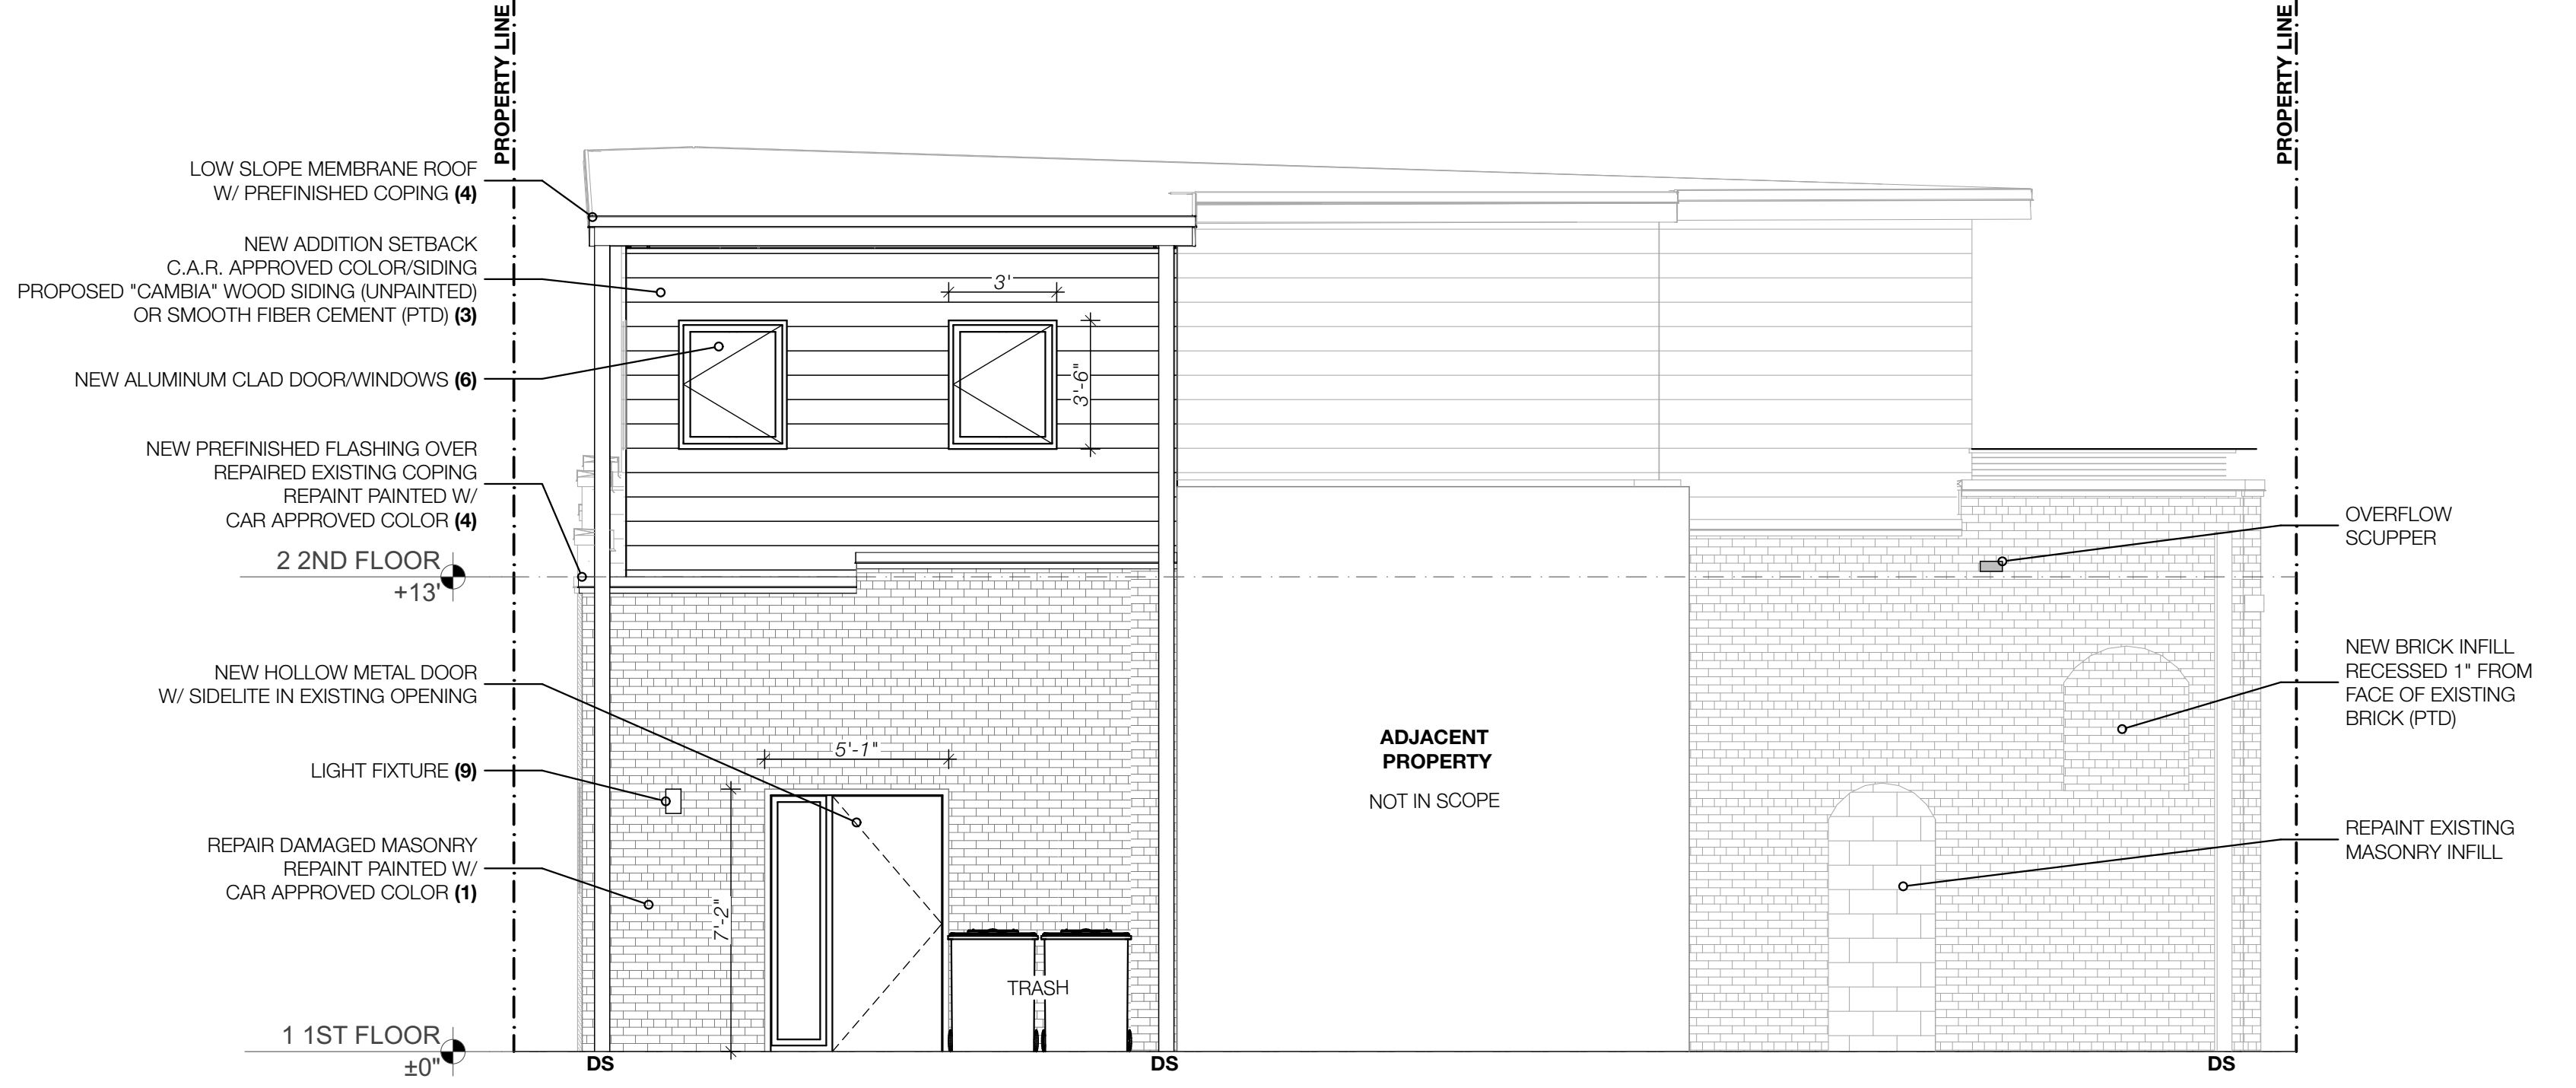 PROPERTY LINE
PROPERTY LINE
LOW SLOPE MEMBRANE ROOF
W/ PREFINISHED COPING (4)
NEW ADDITION SETBACK
C.A.R. APPROVED COLOR/SIDING
PROPOSED "CAMBIA" WOOD SIDING (UNPAINTED)
OR SMOOTH FIBER CEMENT (PTD) (3)
NEW ALUMINUM CLAD DOOR/WINDOWS (6)
NEW PREFINISHED FLASHING OVER
REPAIRED EXISTING COPING
REPAINT PAINTED W/
CAR APPROVED COLOR (4)
2 2ND FLOOR
+13'
NEW HOLLOW METAL DOOR
W/ SIDELITE IN EXISTING OPENING
LIGHT FIXTURE (9)
REPAIR DAMAGED MASONRY
REPAINT PAINTED W/
CAR APPROVED COLOR (1)
1 1ST FLOOR
±0"
3'
3'-6"
5'-1"
7'-2"
TRASH
ADJACENT
PROPERTY
NOT IN SCOPE
OVERFLOW
SCUPPER
NEW BRICK INFILL
RECESSED 1" FROM
FACE OF EXISTING
BRICK (PTD)
REPAINT EXISTING
MASONRY INFILL
DS
DS
DS